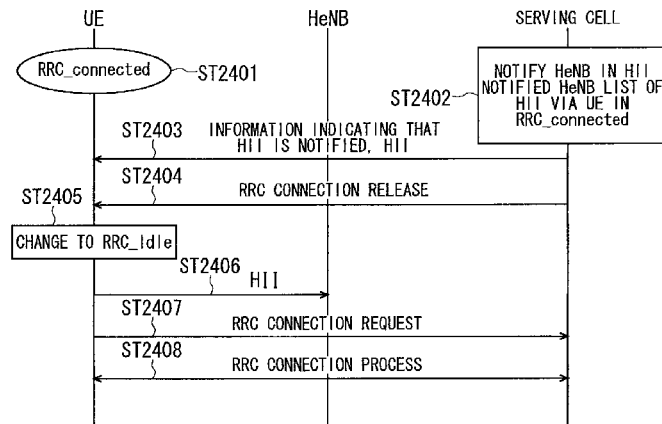 UE
HeNB
SERVING CELL
RRC_connected
ST2401
ST2402
NOTIFY HeNB IN HII
NOTIFIED HeNB LIST OF
HII VIA UE IN
RRC_connected
ST2403
INFORMATION INDICATING THAT
HII IS NOTIFIED, HII
ST2404
RRC CONNECTION RELEASE
ST2405
CHANGE TO RRC_Idle
ST2406
HII
ST2407
RRC CONNECTION REQUEST
ST2408
RRC CONNECTION PROCESS